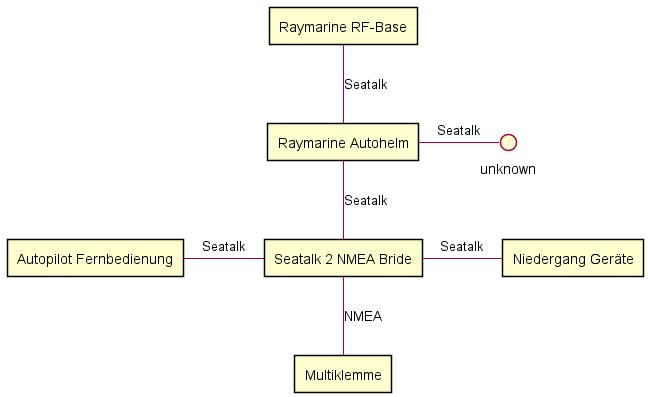 Raymarine RF-Base
Seatalk
Raymarine Autohelm
Seatalk
unknown
Seatalk
Autopilot Fernbedienung
Seatalk
Seatalk 2 NMEA Bride
Seatalk
Niedergang Geräte
NMEA
Multiklemme